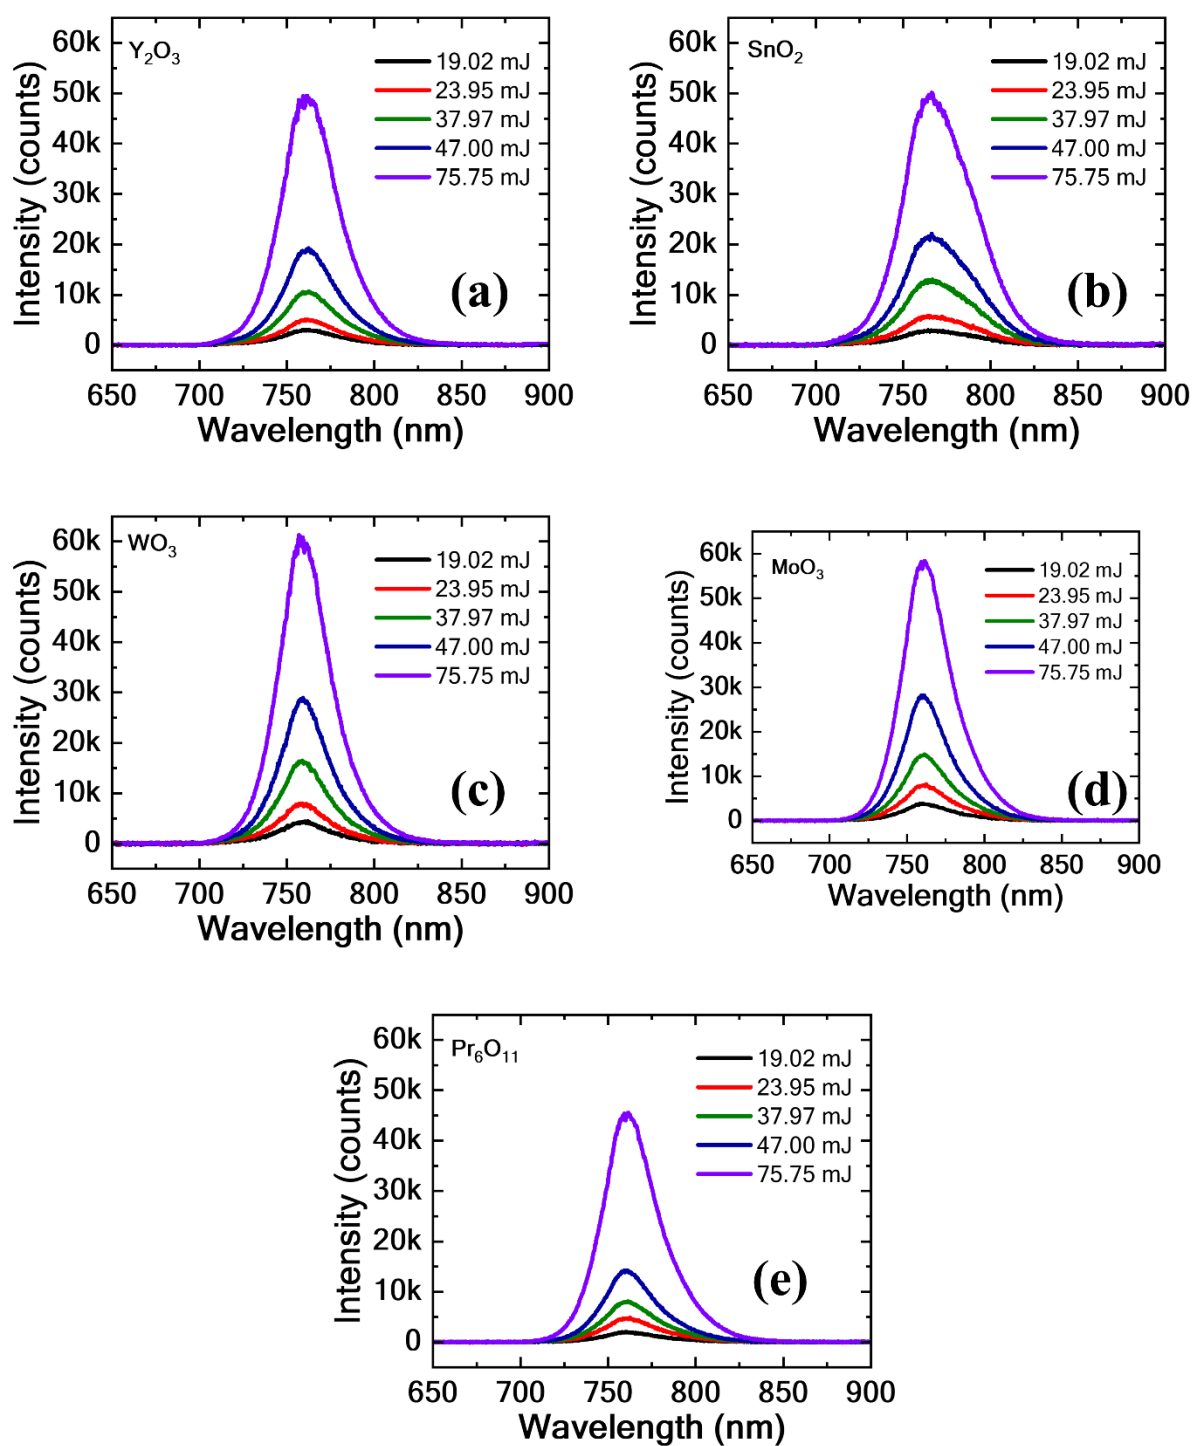 Y₂O₃
19.02 mJ
23.95 mJ
37.97 mJ
47.00 mJ
75.75 mJ
(a)
Intensity (counts)
60k
50k
40k
30k
20k
10k
0
650 700 750 800 850 900
Wavelength (nm)
SnO₂
19.02 mJ
23.95 mJ
37.97 mJ
47.00 mJ
75.75 mJ
(b)
Intensity (counts)
60k
50k
40k
30k
20k
10k
0
650 700 750 800 850 900
Wavelength (nm)
WO₃
19.02 mJ
23.95 mJ
37.97 mJ
47.00 mJ
75.75 mJ
(c)
Intensity (counts)
60k
50k
40k
30k
20k
10k
0
650 700 750 800 850 900
Wavelength (nm)
MoO₃
19.02 mJ
23.95 mJ
37.97 mJ
47.00 mJ
75.75 mJ
(d)
Intensity (counts)
60k
50k
40k
30k
20k
10k
0
650 700 750 800 850 900
Wavelength (nm)
Pr₆O₁₁
19.02 mJ
23.95 mJ
37.97 mJ
47.00 mJ
75.75 mJ
(e)
Intensity (counts)
60k
50k
40k
30k
20k
10k
0
650 700 750 800 850 900
Wavelength (nm)